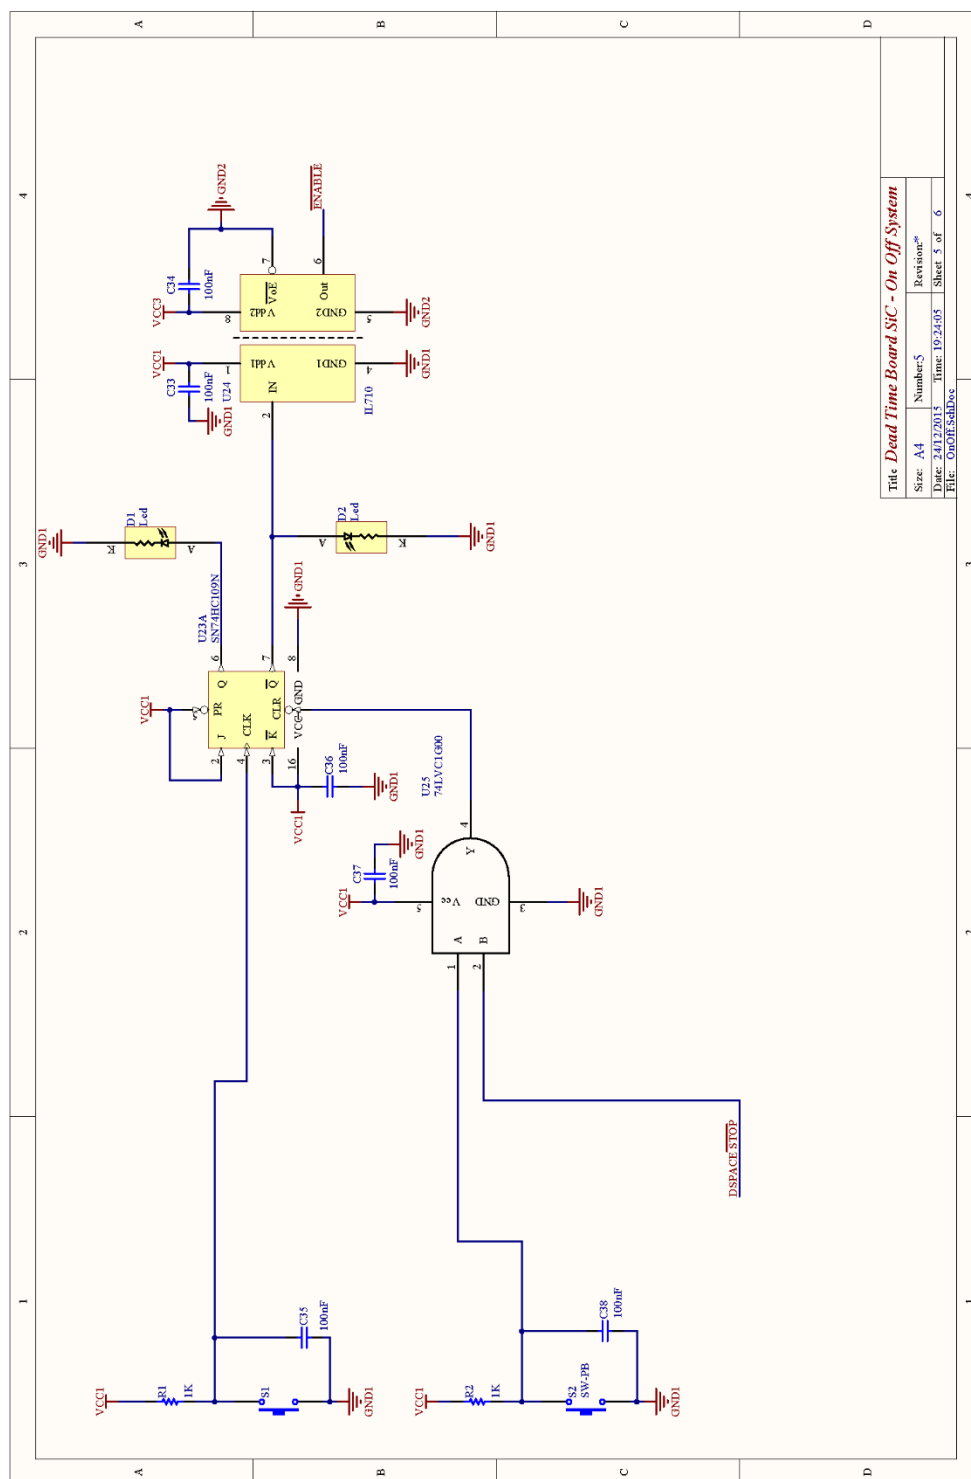 1
2
3
4
A
A
B
B
C
C
D
D
VCC1
R1
1K
S1
C35
100nF
GND1
VCC1
R2
1K
S2
SW-PB
C38
100nF
GND1
DSPACE STOP
VCC1
C37
100nF
GND1
1
A
2
B
5
Vcc
GND
3
GND1
Y
4
U25
74LVC1G00
VCC1
2
J
4
CLK
3
K
5
PR
Q
6
Q
7
CLR
16
VCC
GND
8
GND1
VCC1
C36
100nF
GND1
U23A
SN74HC109N
GND1
K
D1
Led
A
A
D2
Led
K
GND1
VCC1
C33
100nF
GND1
U24
1
Vdd1
IN
2
GND1
4
GND1
IL710
VCC3
C34
100nF
GND2
8
Vdd2
VoE
7
Out
6
GND2
5
GND2
ENABLE
Title Dead Time Board SiC - On Off System
Size: A4
Number:5
Revision:*
Date: 24/12/2015
Time: 19:24:05
Sheet 5 of 6
File: OnOff.SchDoc
1
2
3
4